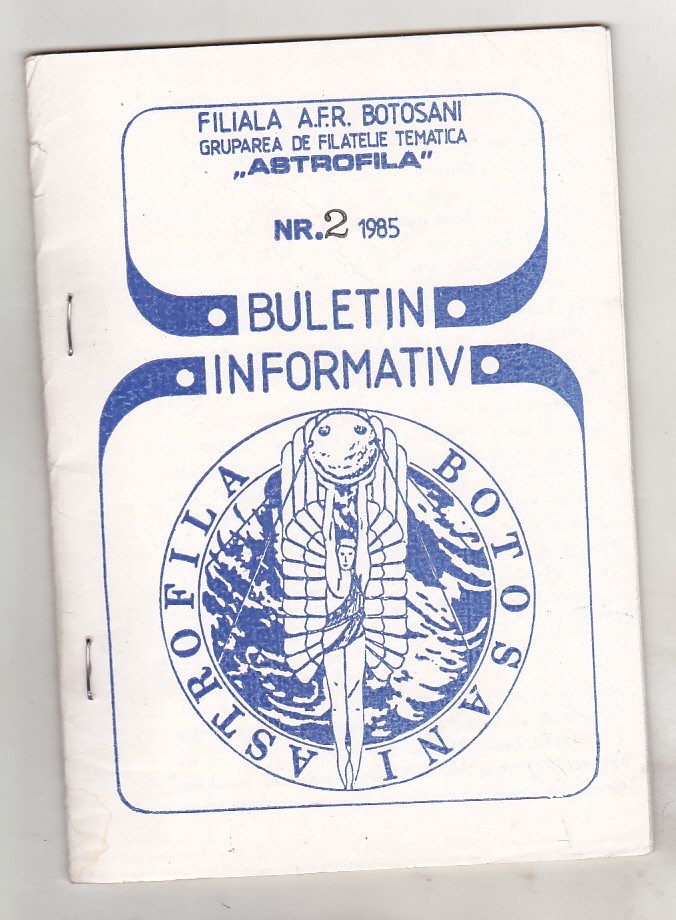 FILIALA A.F.R. BOTOSANI
GRUPAREA DE FILATELIE TEMATICA
„ASTROFILA”
NR. 2 1985
BULETIN
INFORMATIV
ASTROFILA BOTOSANI